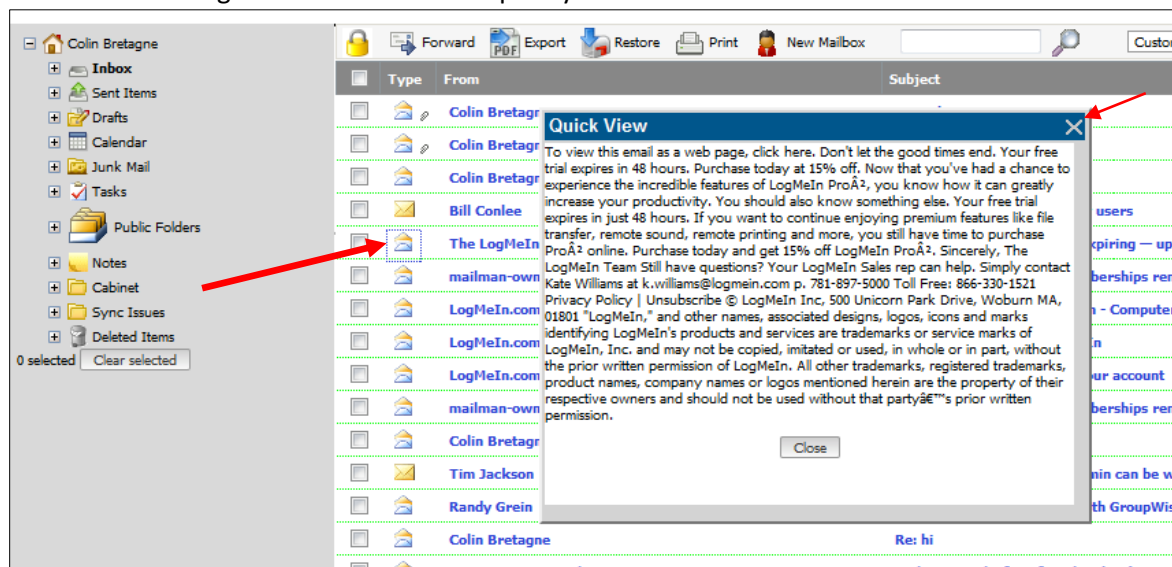 Colin Bretagne
Inbox
Sent Items
Drafts
Calendar
Junk Mail
Tasks
Public Folders
Notes
Cabinet
Sync Issues
Deleted Items
0 selected Clear selected
Forward PDF Export Restore Print New Mailbox Custo
Type From Subject
Colin Bretagr
Colin Bretagr
Colin Bretagr
Bill Conlee users
The LogMeIn xpiring — up
mailman-own berships ren
LogMeIn.com n - Computer
LogMeIn.com In
LogMeIn.com our account
mailman-own berships ren
Colin Bretagr
Tim Jackson min can be w
Randy Grein th GroupWis
Colin Bretagne Re: hi
Quick View
To view this email as a web page, click here. Don't let the good times end. Your free
trial expires in 48 hours. Purchase today at 15% off. Now that you've had a chance to
experience the incredible features of LogMeIn ProÂ², you know how it can greatly
increase your productivity. You should also know something else. Your free trial
expires in just 48 hours. If you want to continue enjoying premium features like file
transfer, remote sound, remote printing and more, you still have time to purchase
ProÂ² online. Purchase today and get 15% off LogMeIn ProÂ². Sincerely, The
LogMeIn Team Still have questions? Your LogMeIn Sales rep can help. Simply contact
Kate Williams at k.williams@logmein.com p. 781-897-5000 Toll Free: 866-330-1521
Privacy Policy | Unsubscribe © LogMeIn Inc, 500 Unicorn Park Drive, Woburn MA,
01801 "LogMeIn," and other names, associated designs, logos, icons and marks
identifying LogMeIn's products and services are trademarks or service marks of
LogMeIn, Inc. and may not be copied, imitated or used, in whole or in part, without
the prior written permission of LogMeIn. All other trademarks, registered trademarks,
product names, company names or logos mentioned herein are the property of their
respective owners and should not be used without that partyâ€™s prior written
permission.
Close